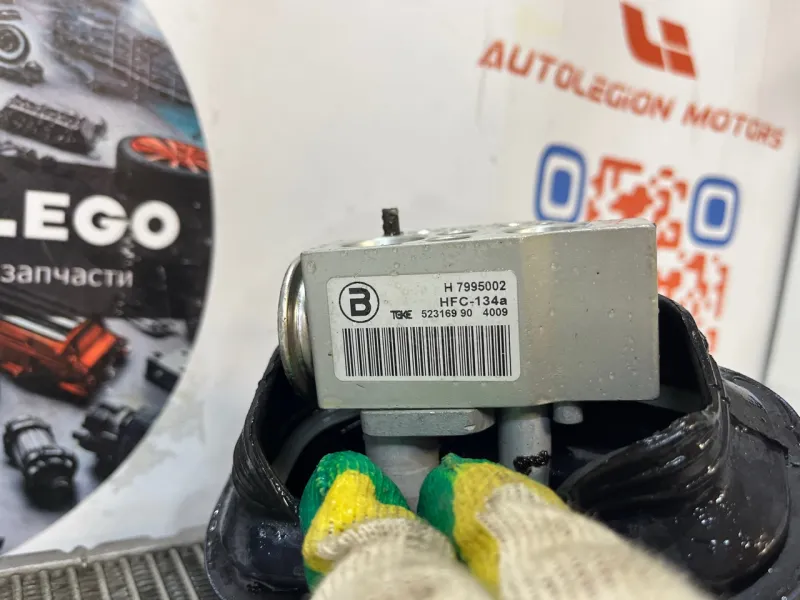 AUTOLEGION MOTORS
LEGO
запчасти
B
H 7995002
HFC-134a
TGKE 523169 90 4009